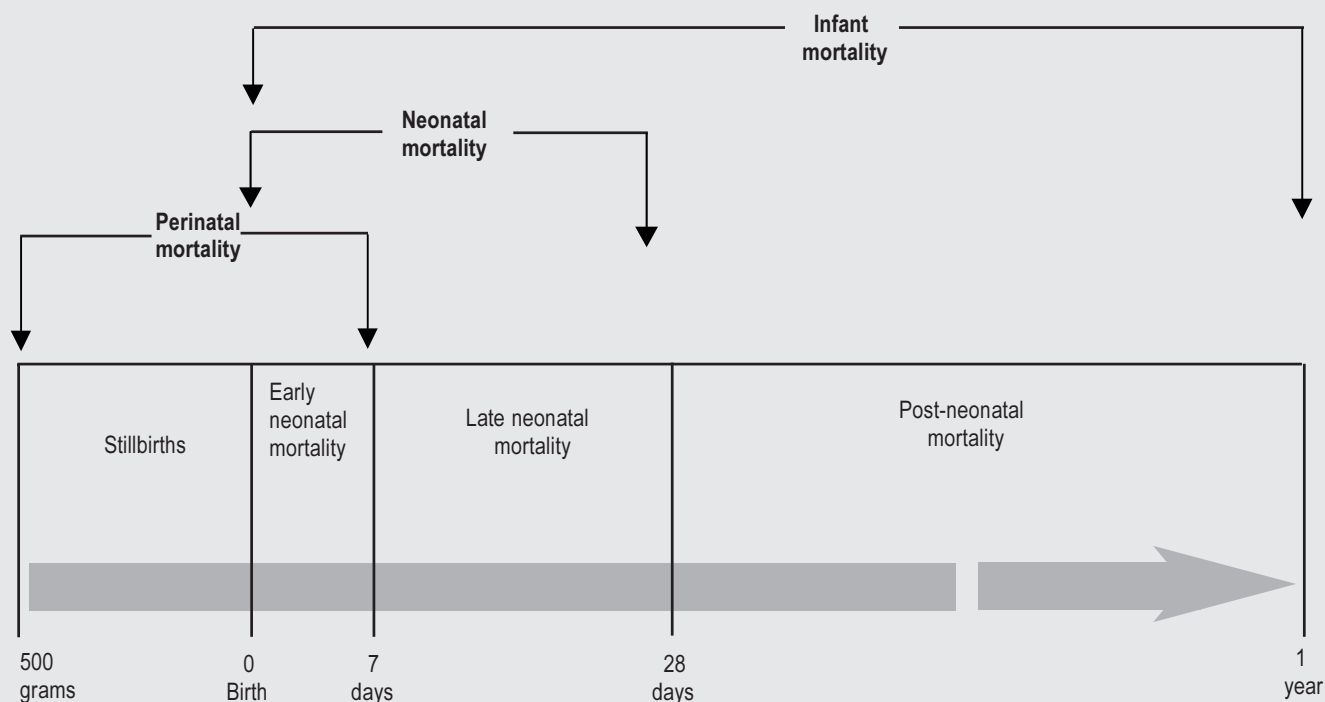 Infant
mortality
Neonatal
mortality
Perinatal
mortality
Stillbirths
Early
neonatal
mortality
Late neonatal
mortality
Post-neonatal
mortality
500
grams
0
Birth
7
days
28
days
1
year